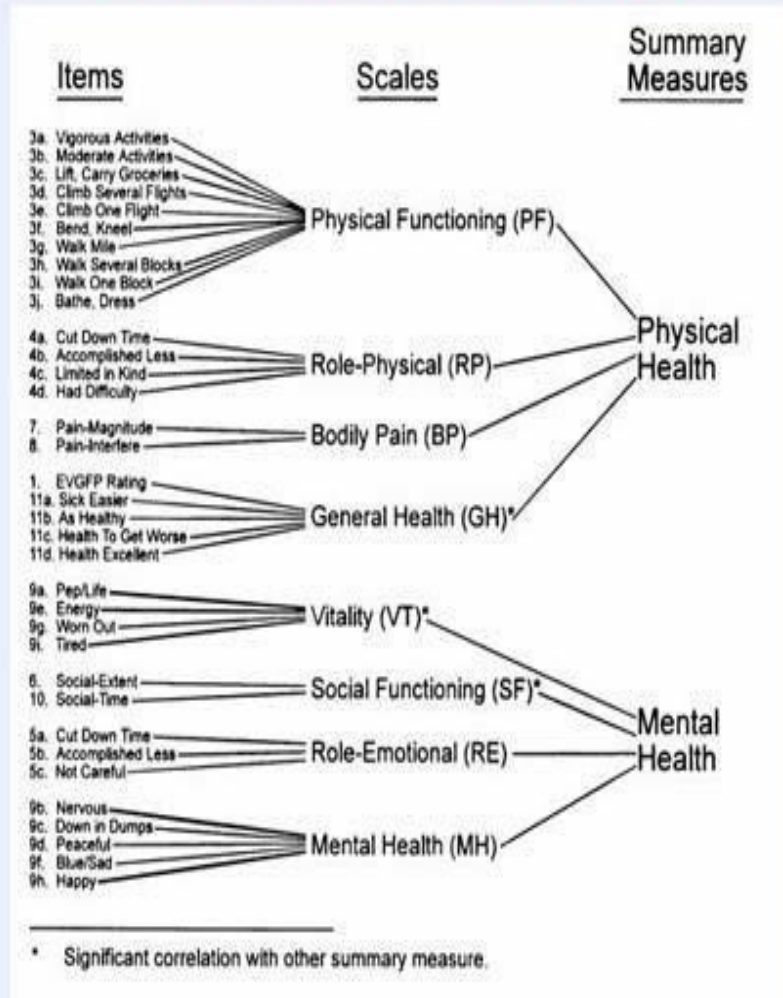 Items
Scales
Summary
Measures
3a. Vigorous Activities
3b. Moderate Activities
3c. Lift, Carry Groceries
3d. Climb Several Flights
3e. Climb One Flight
3f. Bend, Kneel
3g. Walk Mile
3h. Walk Several Blocks
3i. Walk One Block
3j. Bathe, Dress
Physical Functioning (PF)
4a. Cut Down Time
4b. Accomplished Less
4c. Limited in Kind
4d. Had Difficulty
Role-Physical (RP)
7. Pain-Magnitude
8. Pain-Interfere
Bodily Pain (BP)
1. EVGFP Rating
11a. Sick Easier
11b. As Healthy
11c. Health To Get Worse
11d. Health Excellent
General Health (GH)*
Physical
Health
9a. Pep/Life
9e. Energy
9g. Worn Out
9i. Tired
Vitality (VT)*
6. Social-Extent
10. Social-Time
Social Functioning (SF)*
5a. Cut Down Time
5b. Accomplished Less
5c. Not Careful
Role-Emotional (RE)
9b. Nervous
9c. Down in Dumps
9d. Peaceful
9f. Blue/Sad
9h. Happy
Mental Health (MH)
Mental
Health
* Significant correlation with other summary measure.